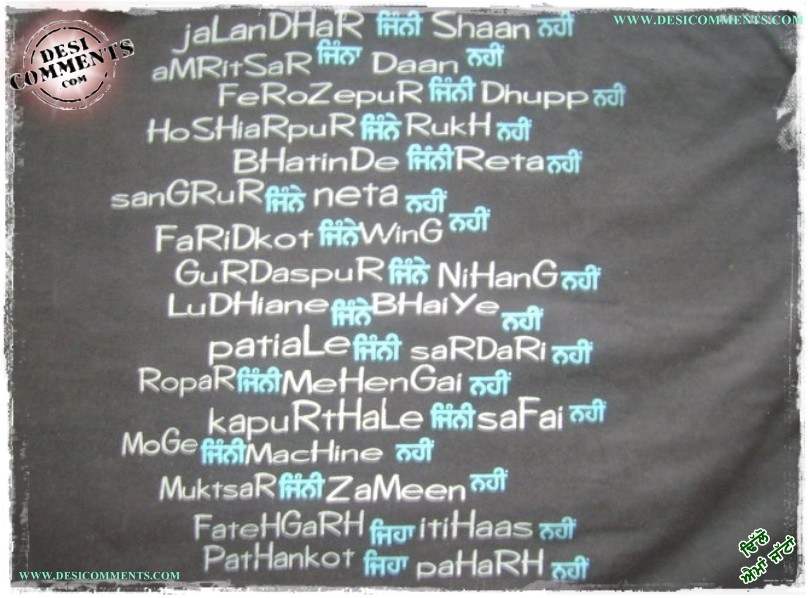 DESI COMMENTS .COM
WWW.DESICOMMENTS.COM
jaLanDHaR ਜਿੰਨੀ Shaan ਨਹੀਂ
aMRitSaR ਜਿੰਨਾ Daan ਨਹੀਂ
FeRoZepuR ਜਿੰਨੀ Dhupp ਨਹੀਂ
HoSHiaRpuR ਜਿੰਨੇ RukH ਨਹੀਂ
BHatinDe ਜਿੰਨੀ Reta ਨਹੀਂ
sanGRuR ਜਿੰਨੇ neta ਨਹੀਂ
FaRiDkot ਜਿੰਨੇ WinG ਨਹੀਂ
GuRDaspuR ਜਿੰਨੇ NiHanG ਨਹੀਂ
LuDHiane ਜਿੰਨੇ BHaiYe ਨਹੀਂ
patiaLe ਜਿੰਨੀ saRDaRi ਨਹੀਂ
RopaR ਜਿੰਨੀ MeHenGai ਨਹੀਂ
kapuRtHaLe ਜਿੰਨੀ saFai ਨਹੀਂ
MoGe ਜਿੰਨੀ MacHine ਨਹੀਂ
MuktsaR ਜਿੰਨੀ ZaMeen ਨਹੀਂ
FateHGaRH ਜਿਹਾ itiHaas ਨਹੀਂ
PatHankot ਜਿਹਾ paHaRH ਨਹੀਂ
WWW.DESICOMMENTS.COM